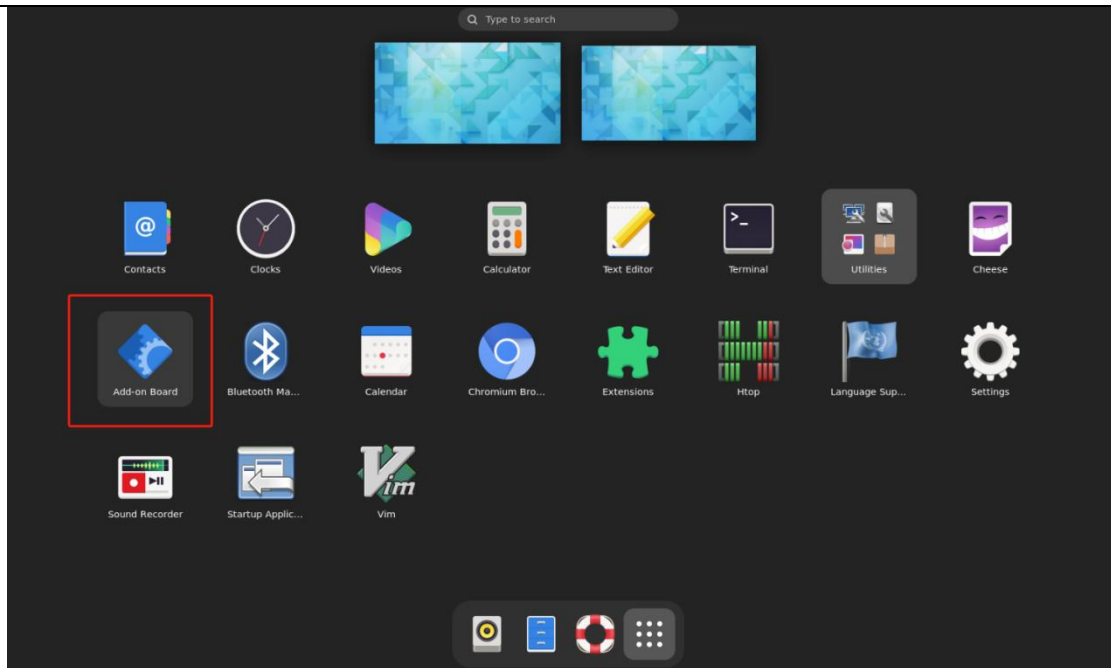 Type to search
Contacts
Clocks
Videos
Calculator
Text Editor
>_
Terminal
Utilities
Cheese
@
Add-on Board
Bluetooth Ma...
Calendar
Chromium Bro...
Extensions
Htop
Language Sup...
Settings
Sound Recorder
Startup Applic...
Vim
Vim